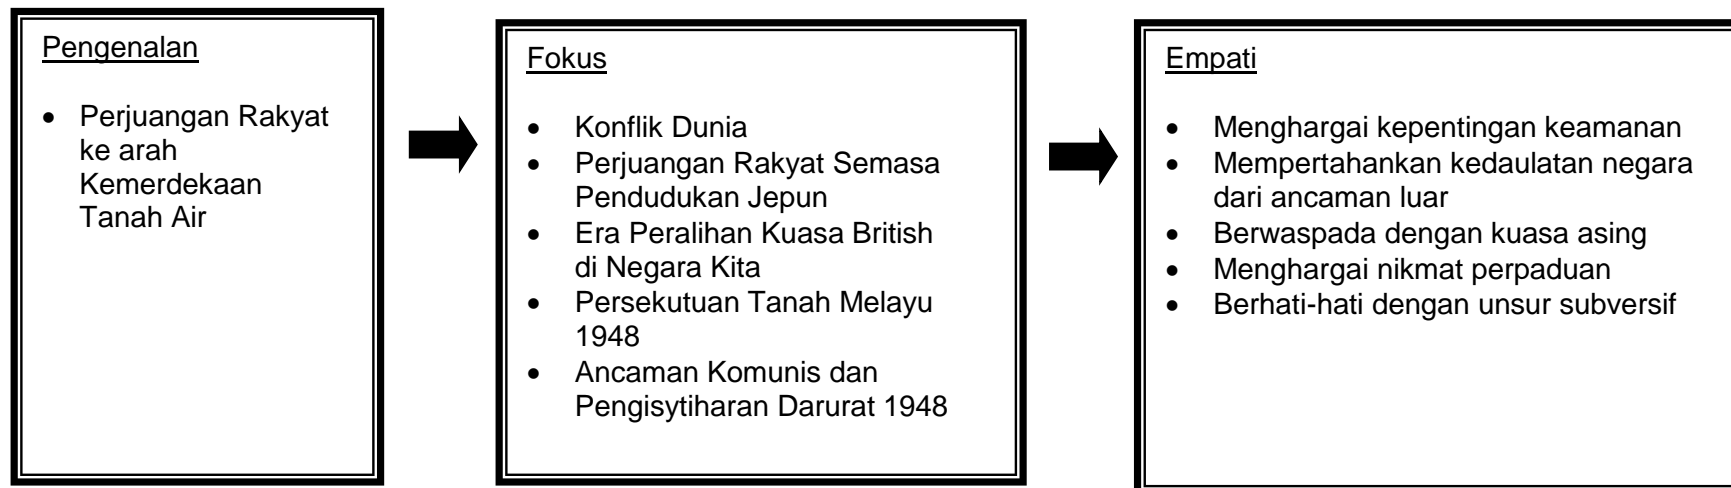 Pengenalan
• Perjuangan Rakyat
ke arah
Kemerdekaan
Tanah Air
Fokus
• Konflik Dunia
• Perjuangan Rakyat Semasa
Pendudukan Jepun
• Era Peralihan Kuasa British
di Negara Kita
• Persekutuan Tanah Melayu
1948
• Ancaman Komunis dan
Pengisytiharan Darurat 1948
Empati
• Menghargai kepentingan keamanan
• Mempertahankan kedaulatan negara
dari ancaman luar
• Berwaspada dengan kuasa asing
• Menghargai nikmat perpaduan
• Berhati-hati dengan unsur subversif